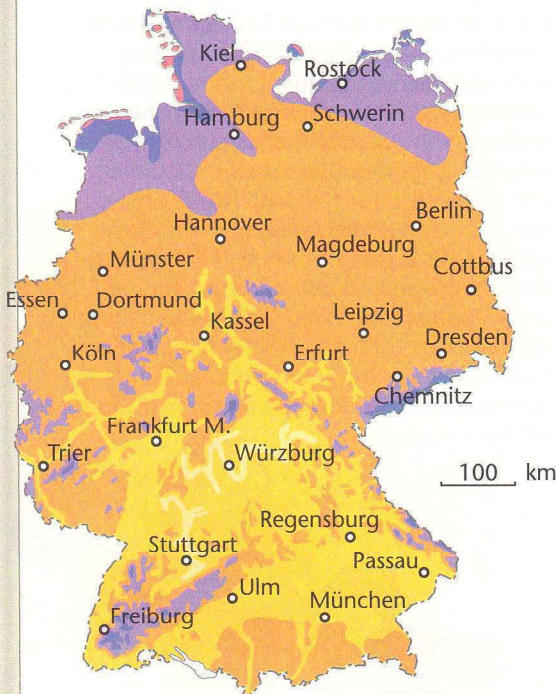 Kiel
Rostock
Hamburg
Schwerin
Hannover
Berlin
Magdeburg
Münster
Cottbus
Essen
Dortmund
Leipzig
Kassel
Dresden
Köln
Erfurt
Chemnitz
Frankfurt M.
Trier
Würzburg
100 km
Regensburg
Stuttgart
Passau
Ulm
München
Freiburg